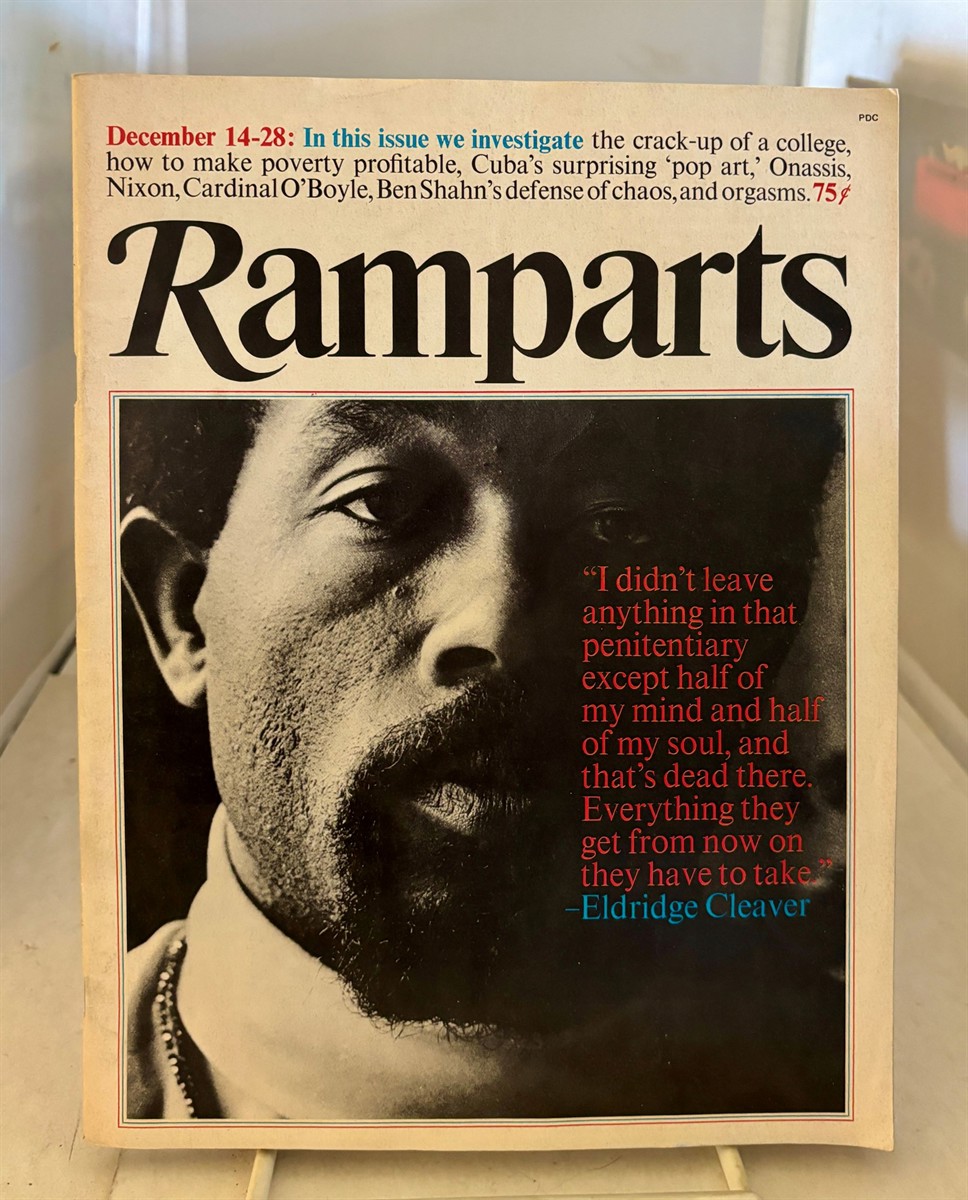 PDC
December 14-28: In this issue we investigate the crack-up of a college,
how to make poverty profitable, Cuba's surprising 'pop art,' Onassis,
Nixon, Cardinal O'Boyle, Ben Shahn's defense of chaos, and orgasms. 75¢
Ramparts
“I didn't leave
anything in that
penitentiary
except half of
my mind and half
of my soul, and
that's dead there.
Everything they
get from now on
they have to take.”
–Eldridge Cleaver